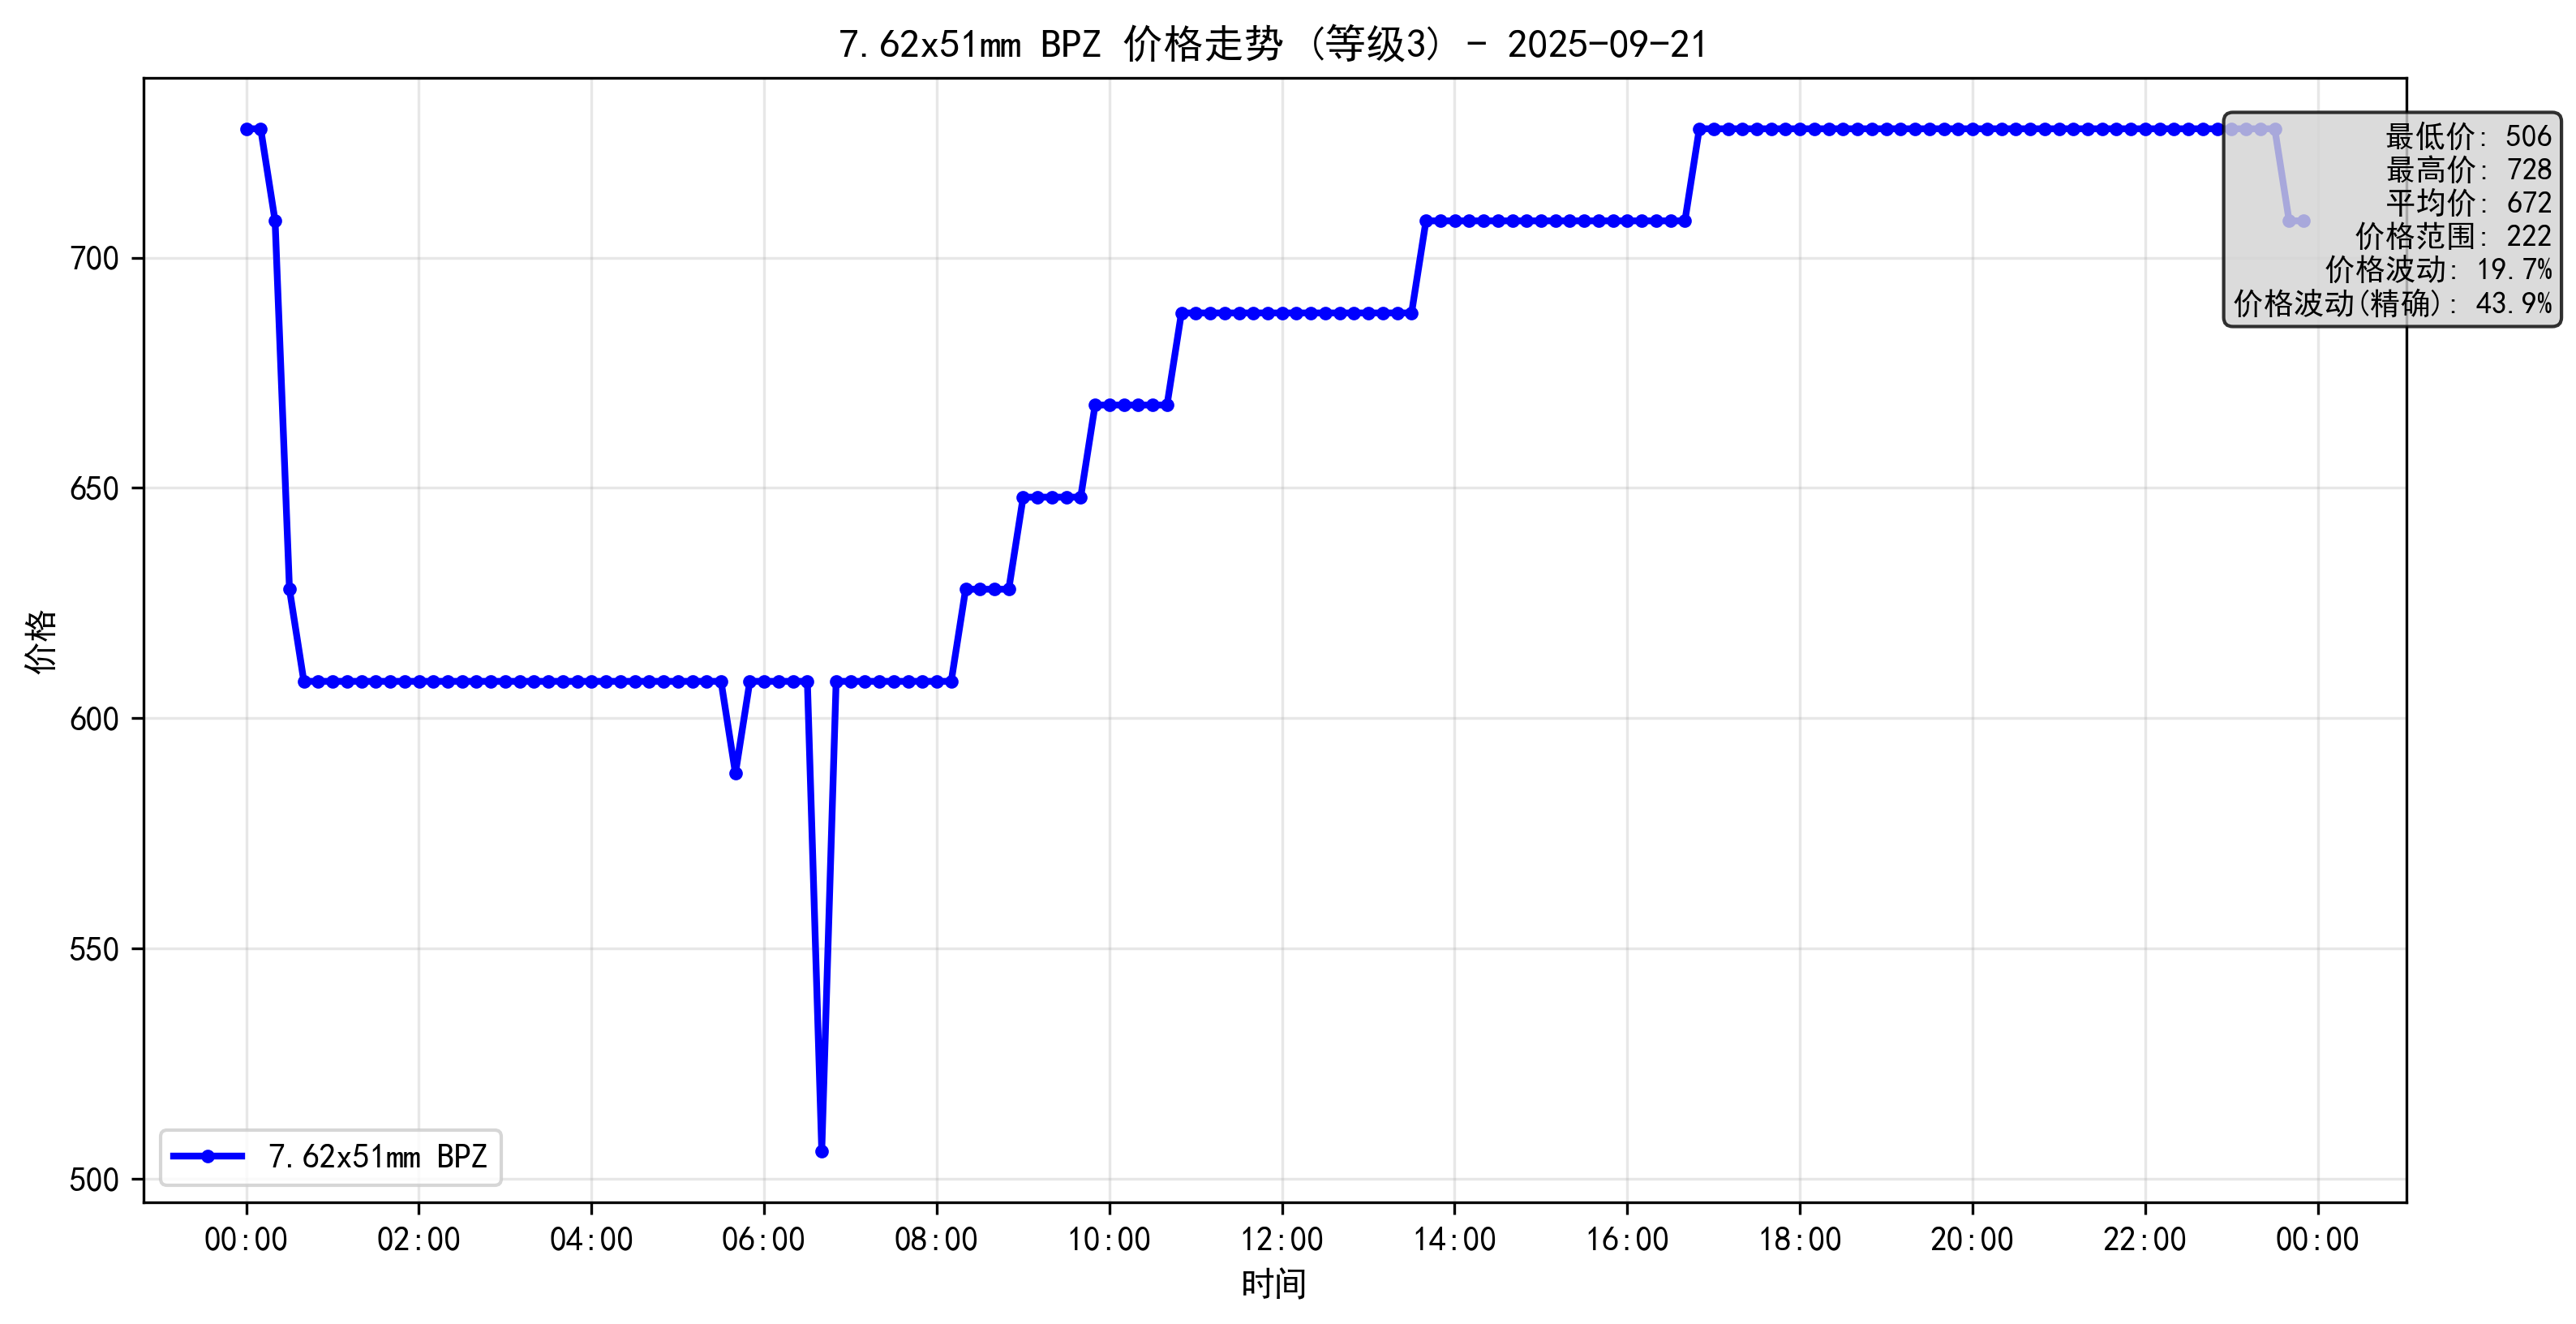 7.62x51mm BPZ 价格走势 (等级3) - 2025-09-21
最低价: 506
最高价: 728
平均价: 672
价格范围: 222
价格波动: 19.7%
价格波动(精确): 43.9%
价格
700
650
600
550
500
7.62x51mm BPZ
00:00 02:00 04:00 06:00 08:00 10:00 12:00 14:00 16:00 18:00 20:00 22:00 00:00
时间